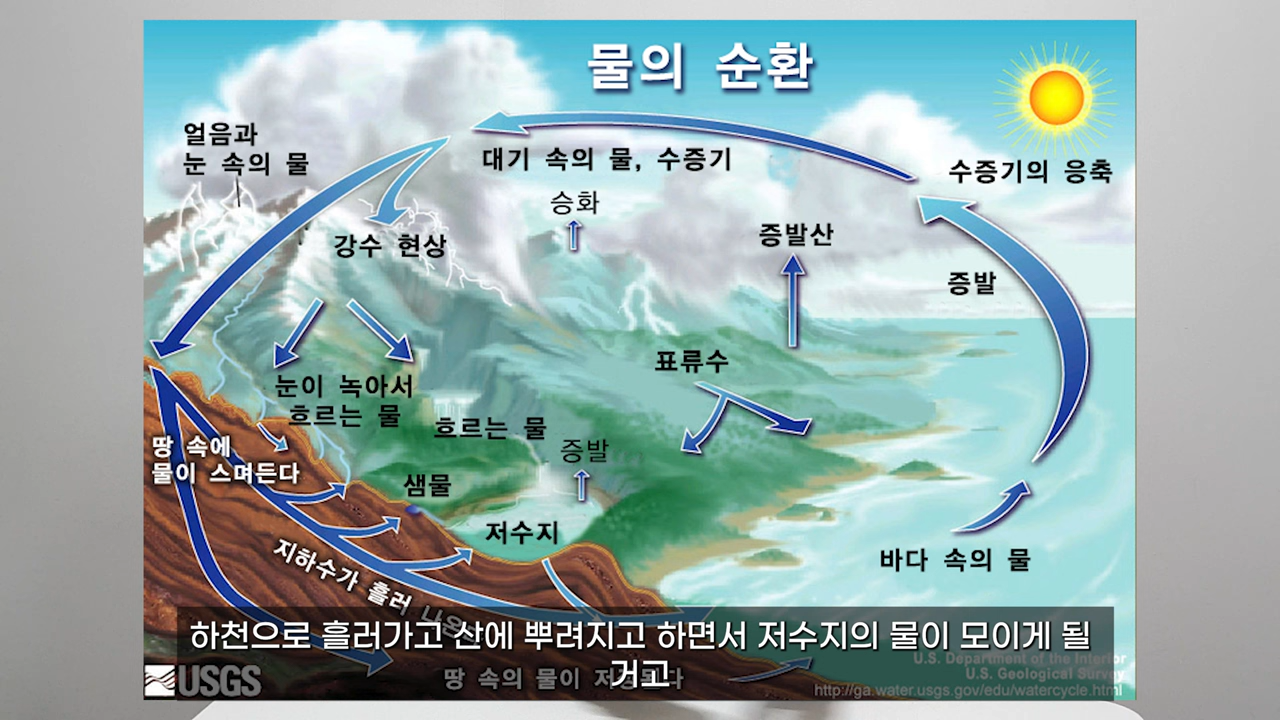 물의 순환
얼음과
눈 속의 물
대기 속의 물, 수증기
수증기의 응축
승화
강수 현상
증발산
증발
표류수
눈이 녹아서
흐르는 물
흐르는 물
땅 속에
물이 스며든다
증발
샘물
저수지
바다 속의 물
지하수가 흘러
하천으로 흘러가고 산에 뿌려지고 하면서 저수지의 물이 모이게 될
거고
땅 속의 물이
USGS
U.S. Department of the Interior
U.S. Geological Survey
http://ga.water.usgs.gov/edu/watercycle.html